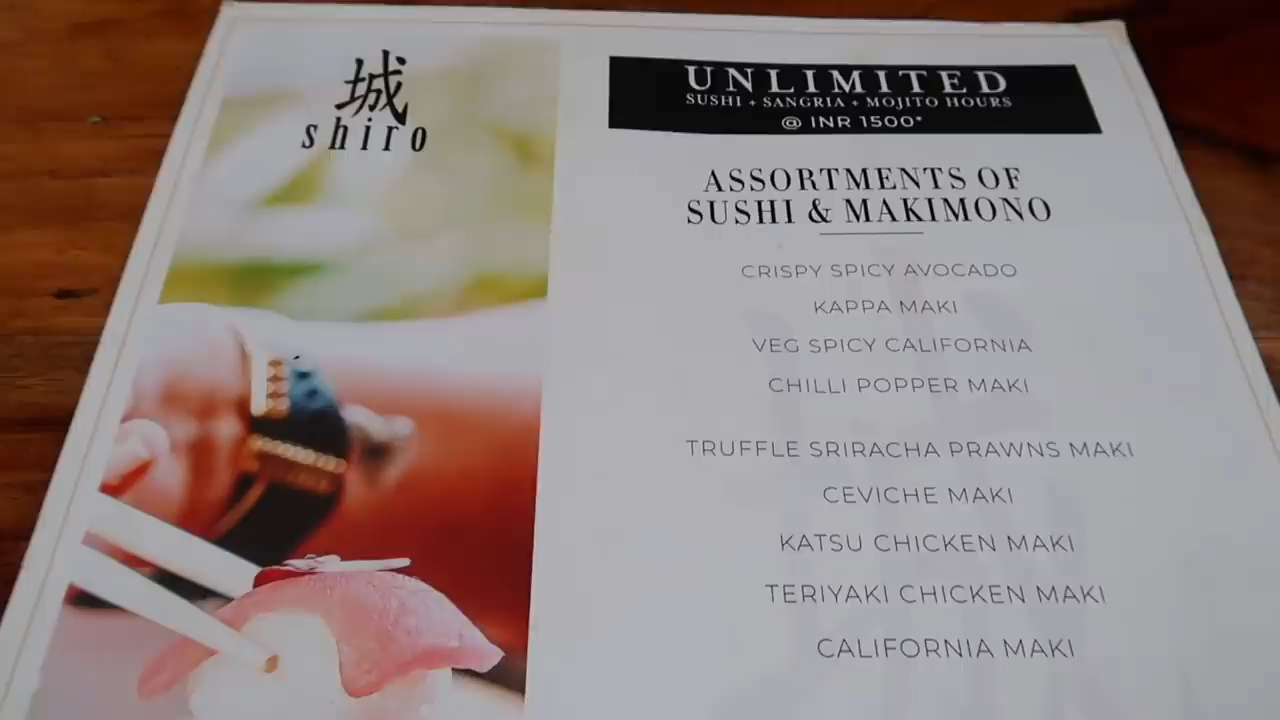 城
shiro
UNLIMITED
SUSHI + SANGRIA + MOJITO HOURS
@ INR 1500*
ASSORTMENTS OF
SUSHI & MAKIMONO
CRISPY SPICY AVOCADO
KAPPA MAKI
VEG SPICY CALIFORNIA
CHILLI POPPER MAKI
TRUFFLE SRIRACHA PRAWNS MAKI
CEVICHE MAKI
KATSU CHICKEN MAKI
TERIYAKI CHICKEN MAKI
CALIFORNIA MAKI